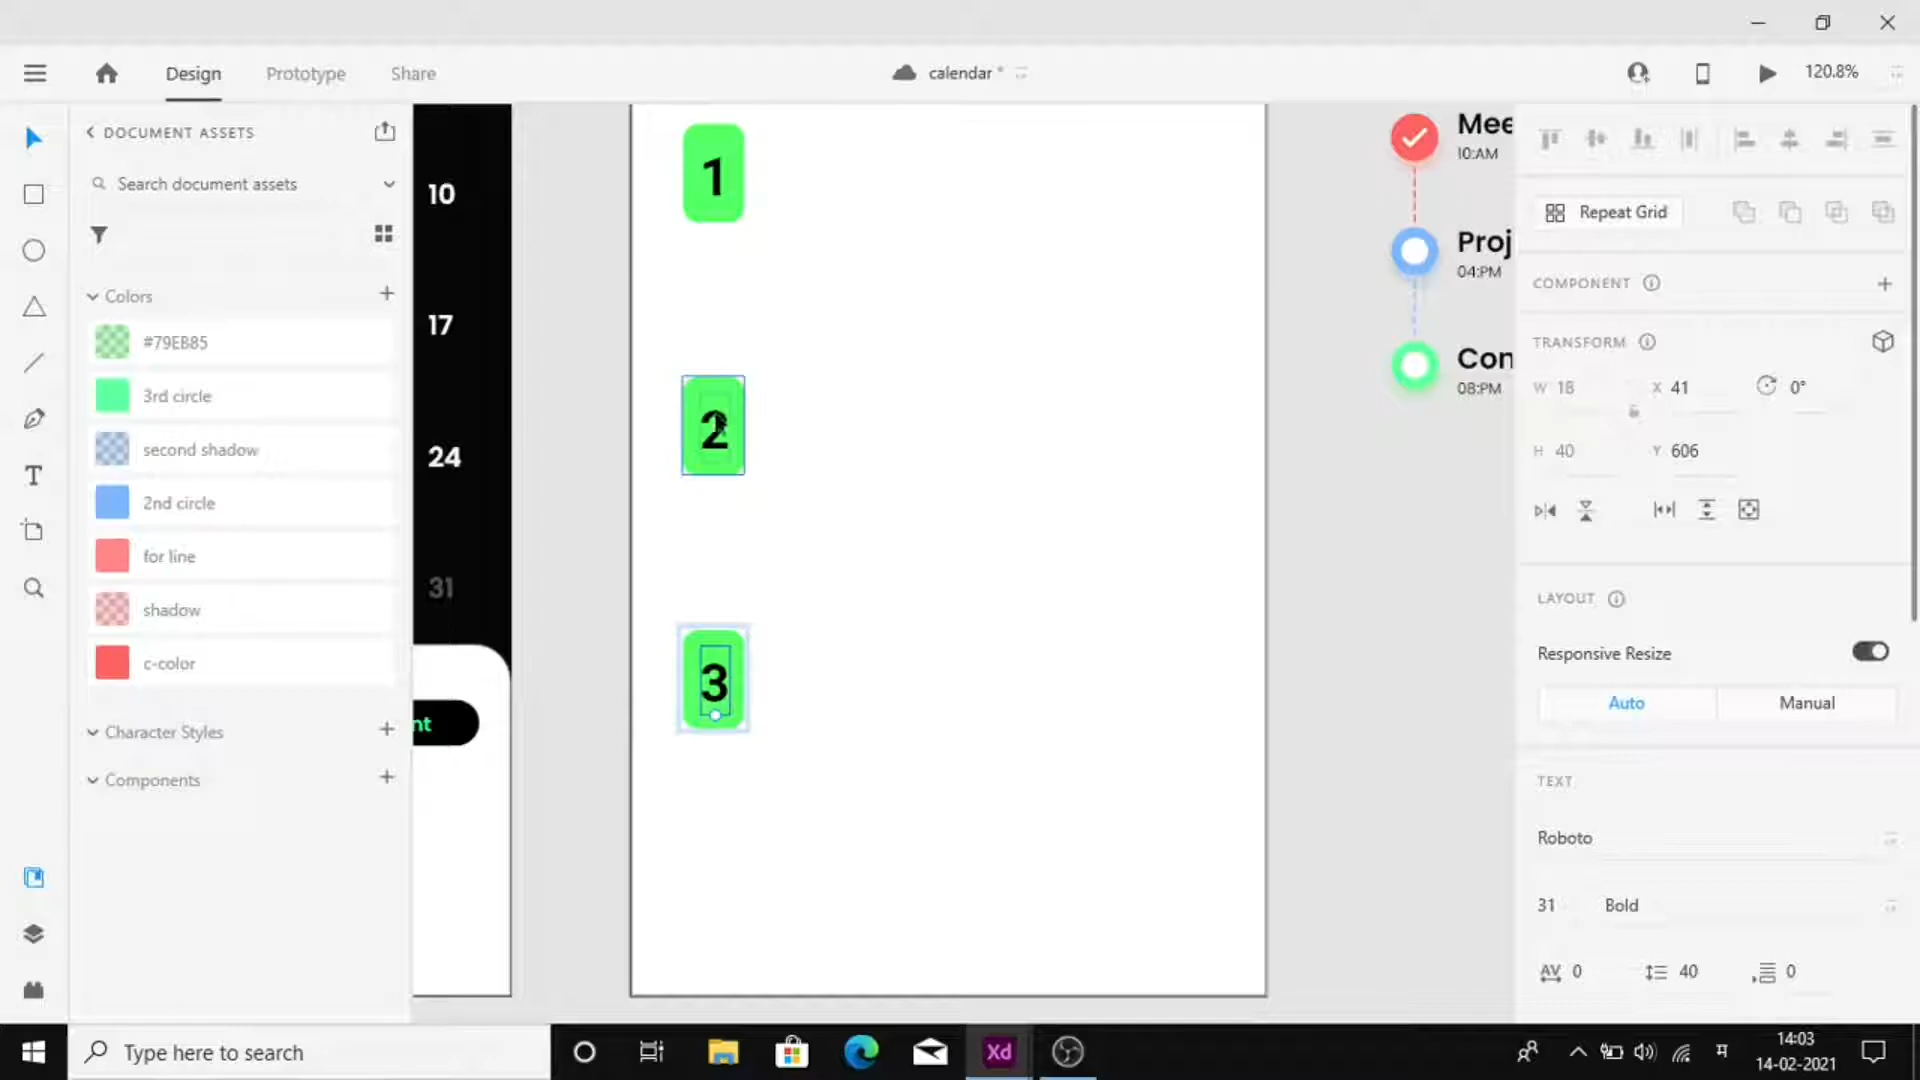 Design
Prototype
Share
calendar *
120.8%
DOCUMENT ASSETS
Search document assets
Colors
#79EB85
3rd circle
second shadow
2nd circle
for line
shadow
c-color
Character Styles
Components
10
17
24
31
nt
1
2
3
Mee
10:AM
Proj
04:PM
Con
08:PM
Repeat Grid
COMPONENT
TRANSFORM
W 18
X 41
0°
H 40
Y 606
LAYOUT
Responsive Resize
Auto
Manual
TEXT
Roboto
31
Bold
AV 0
40
0
Type here to search
Xd
म
14:03
14-02-2021